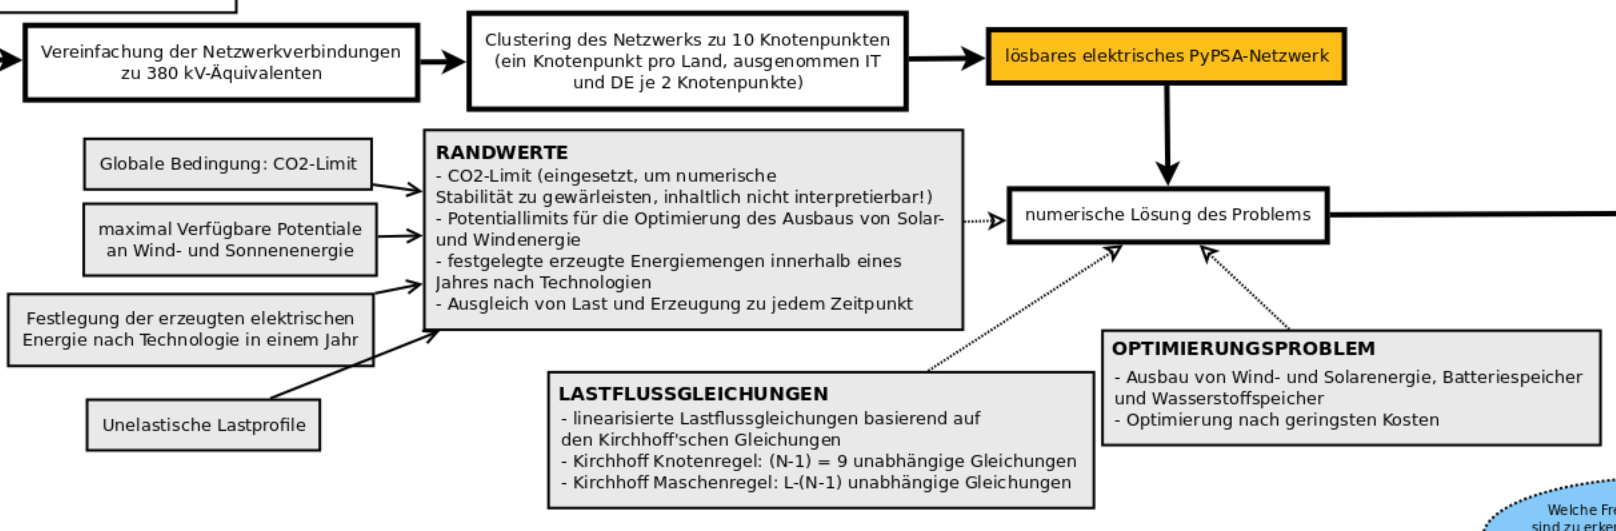 Vereinfachung der Netzwerkverbindungen
zu 380 kV-Äquivalenten
Clustering des Netzwerks zu 10 Knotenpunkten
(ein Knotenpunkt pro Land, ausgenommen IT
und DE je 2 Knotenpunkte)
lösbares elektrisches PyPSA-Netzwerk
Globale Bedingung: CO2-Limit
maximal Verfügbare Potentiale
an Wind- und Sonnenenergie
Festlegung der erzeugten elektrischen
Energie nach Technologie in einem Jahr
Unelastische Lastprofile
RANDWERTE
- CO2-Limit (eingesetzt, um numerische
Stabilität zu gewärleisten, inhaltlich nicht interpretierbar!)
- Potentiallimits für die Optimierung des Ausbaus von Solar-
und Windenergie
- festgelegte erzeugte Energiemengen innerhalb eines
Jahres nach Technologien
- Ausgleich von Last und Erzeugung zu jedem Zeitpunkt
numerische Lösung des Problems
LASTFLUSSGLEICHUNGEN
- linearisierte Lastflussgleichungen basierend auf
den Kirchhoff'schen Gleichungen
- Kirchhoff Knotenregel: (N-1) = 9 unabhängige Gleichungen
- Kirchhoff Maschenregel: L-(N-1) unabhängige Gleichungen
OPTIMIERUNGSPROBLEM
- Ausbau von Wind- und Solarenergie, Batteriespeicher
und Wasserstoffspeicher
- Optimierung nach geringsten Kosten
Welche
sind zu